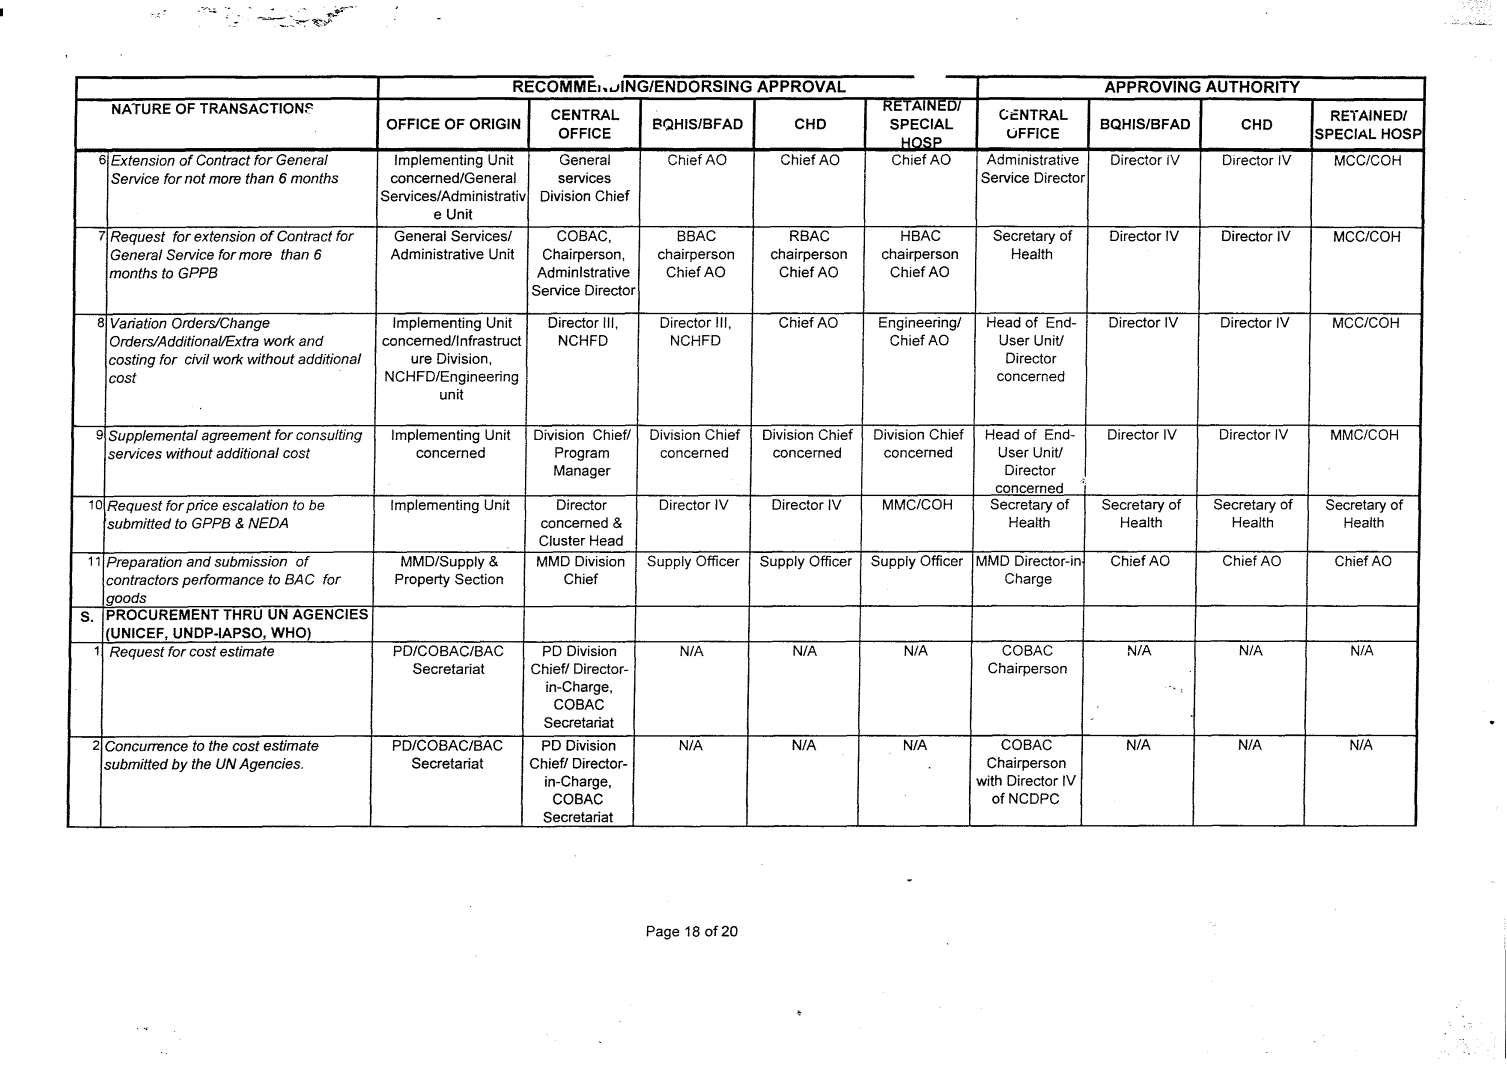 RECOMMENDING/ENDORSING APPROVAL APPROVING AUTHORITY
NATURE OF TRANSACTIONS
OFFICE OF ORIGIN
CENTRAL
OFFICE
BQHIS/BFAD
CHD
RETAINED/
SPECIAL
HOSP
CENTRAL
OFFICE
BQHIS/BFAD
CHD
RETAINED/
SPECIAL HOSP
6 Extension of Contract for General
Service for not more than 6 months
Implementing Unit
concerned/General
Services/Administrativ
e Unit
General
services
Division Chief
Chief AO
Chief AO
Chief AO
Administrative
Service Director
Director IV
Director IV
MCC/COH
7 Request for extension of Contract for
General Service for more than 6
months to GPPB
General Services/
Administrative Unit
COBAC,
Chairperson,
Administrative
Service Director
BBAC
chairperson
Chief AO
RBAC
chairperson
Chief AO
HBAC
chairperson
Chief AO
Secretary of
Health
Director IV
Director IV
MCC/COH
8 Variation Orders/Change
Orders/Additional/Extra work and
costing for civil work without additional
cost
Implementing Unit
concerned/Infrastruct
ure Division,
NCHFD/Engineering
unit
Director III,
NCHFD
Director III,
NCHFD
Chief AO
Engineering/
Chief AO
Head of End-
User Unit/
Director
concerned
Director IV
Director IV
MCC/COH
9 Supplemental agreement for consulting
services without additional cost
Implementing Unit
concerned
Division Chief/
Program
Manager
Division Chief
concerned
Division Chief
concerned
Division Chief
concerned
Head of End-
User Unit/
Director
concerned
Director IV
Director IV
MMC/COH
10 Request for price escalation to be
submitted to GPPB & NEDA
Implementing Unit
Director
concerned &
Cluster Head
Director IV
Director IV
MMC/COH
Secretary of
Health
Secretary of
Health
Secretary of
Health
Secretary of
Health
11 Preparation and submission of
contractors performance to BAC for
goods
MMD/Supply &
Property Section
MMD Division
Chief
Supply Officer
Supply Officer
Supply Officer
MMD Director-in
Charge
Chief AO
Chief AO
Chief AO
S. PROCUREMENT THRU UN AGENCIES
(UNICEF, UNDP-IAPSO, WHO)
1 Request for cost estimate
PD/COBAC/BAC
Secretariat
PD Division
Chief/ Director-
in-Charge,
COBAC
Secretariat
N/A
N/A
N/A
COBAC
Chairperson
N/A
N/A
N/A
2 Concurrence to the cost estimate
submitted by the UN Agencies.
PD/COBAC/BAC
Secretariat
PD Division
Chief/ Director-
in-Charge,
COBAC
Secretariat
N/A
N/A
N/A
COBAC
Chairperson
with Director IV
of NCDPC
N/A
N/A
N/A
Page 18 of 20